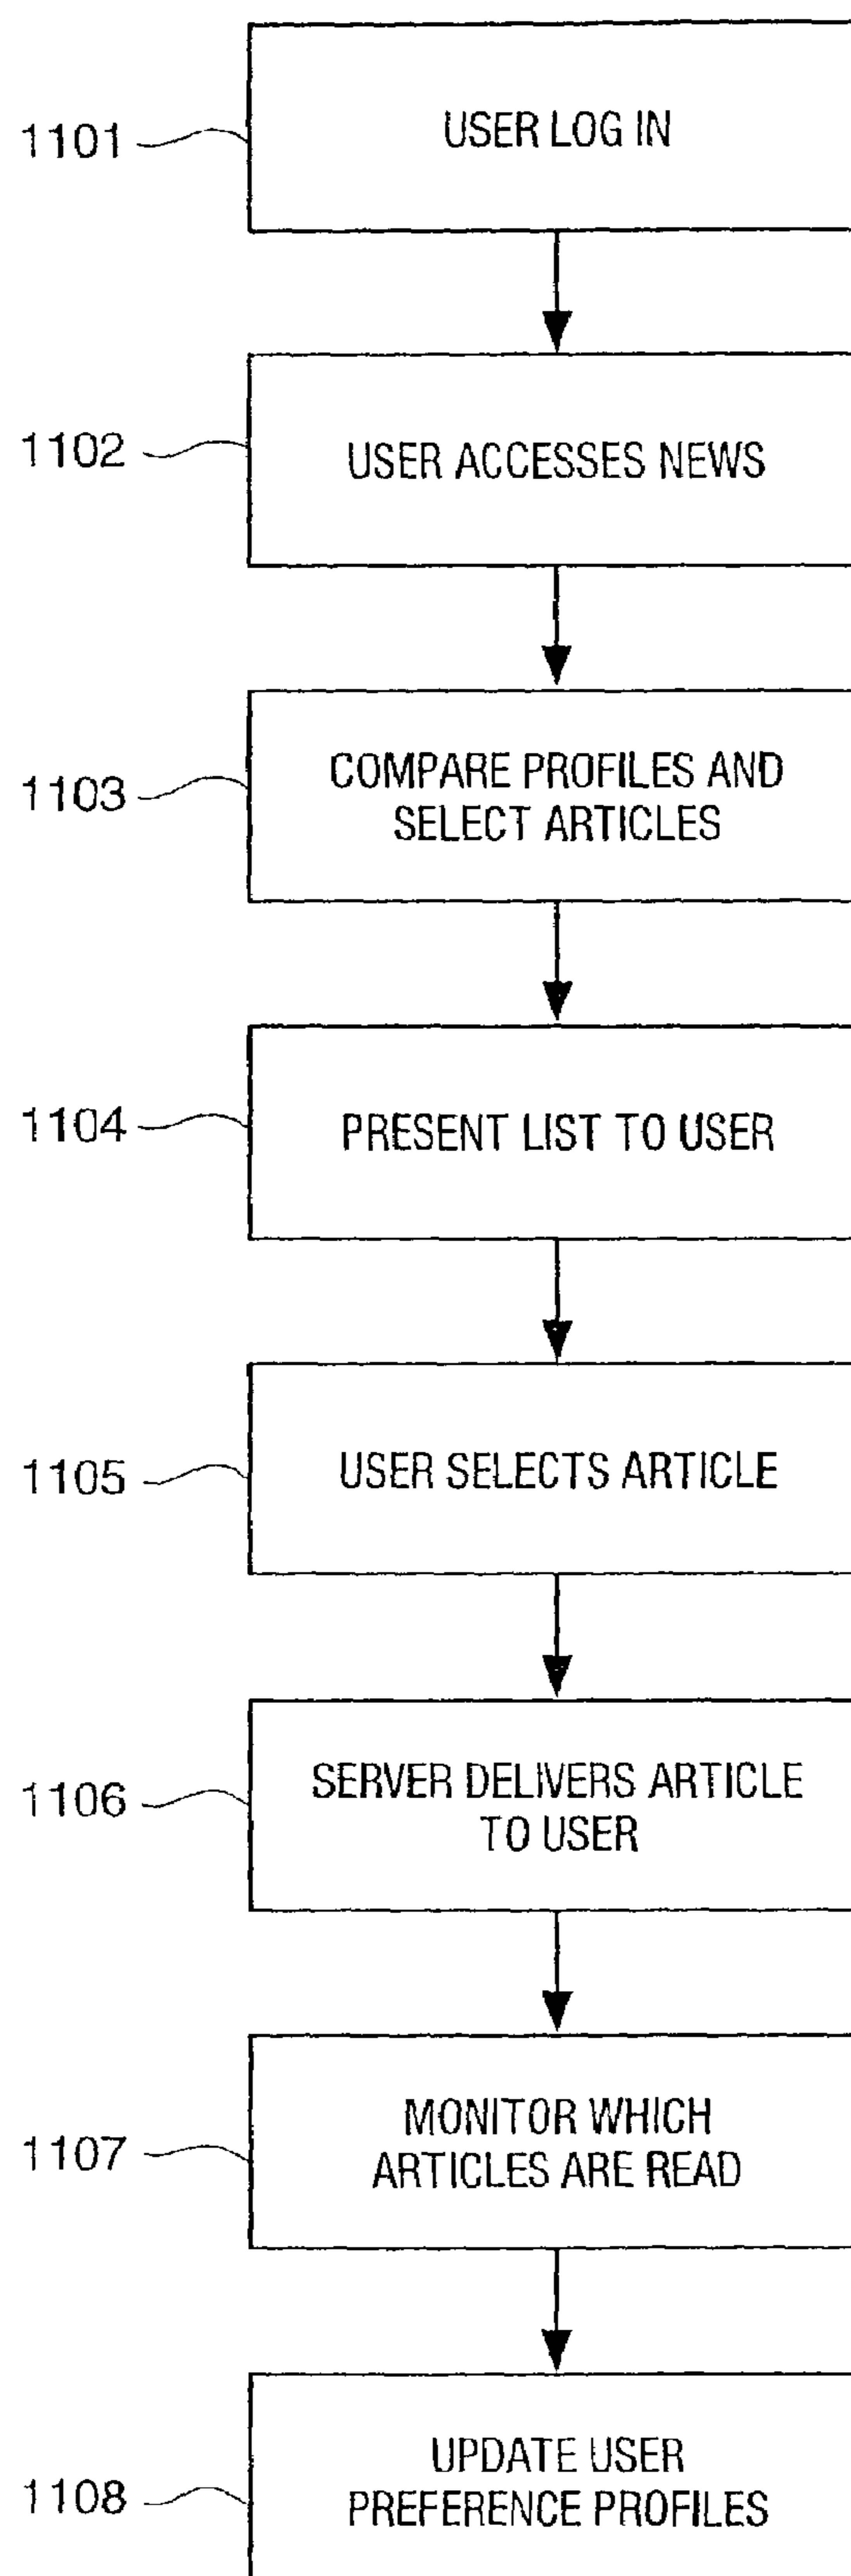 1101
USER LOG IN
1102
USER ACCESSES NEWS
1103
COMPARE PROFILES AND
SELECT ARTICLES
1104
PRESENT LIST TO USER
1105
USER SELECTS ARTICLE
1106
SERVER DELIVERS ARTICLE
TO USER
1107
MONITOR WHICH
ARTICLES ARE READ
1108
UPDATE USER
PREFERENCE PROFILES